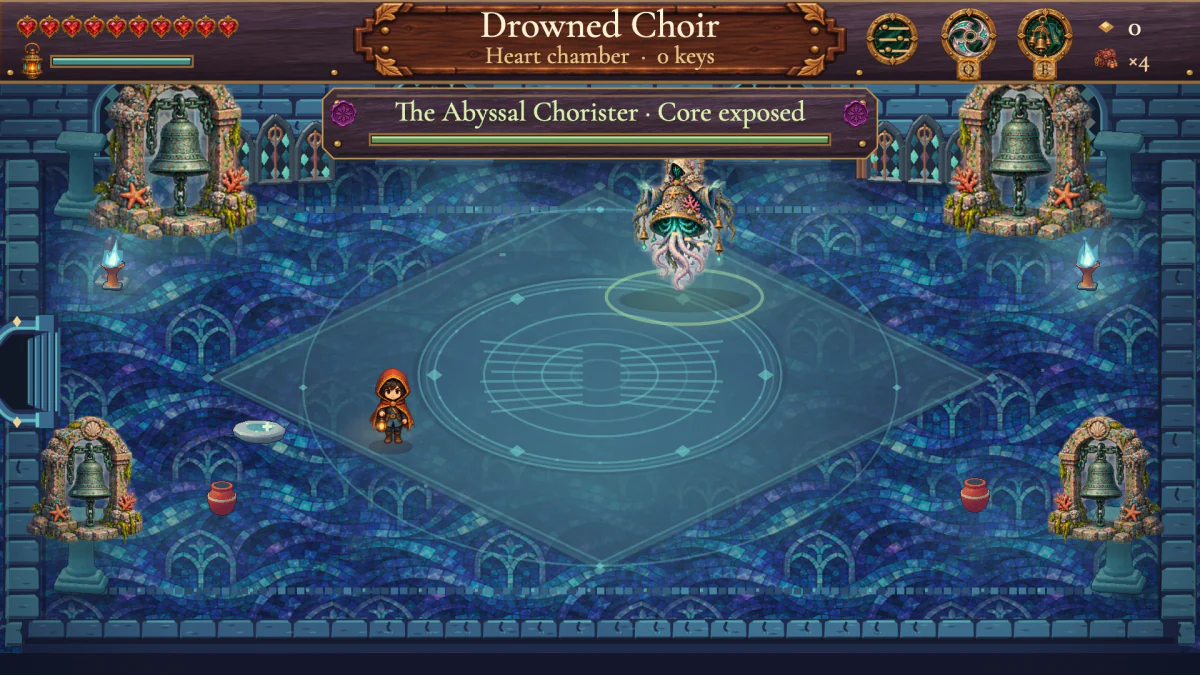 Drowned Choir
Heart chamber · 0 keys
Q
E
0
×4
The Abyssal Chorister · Core exposed